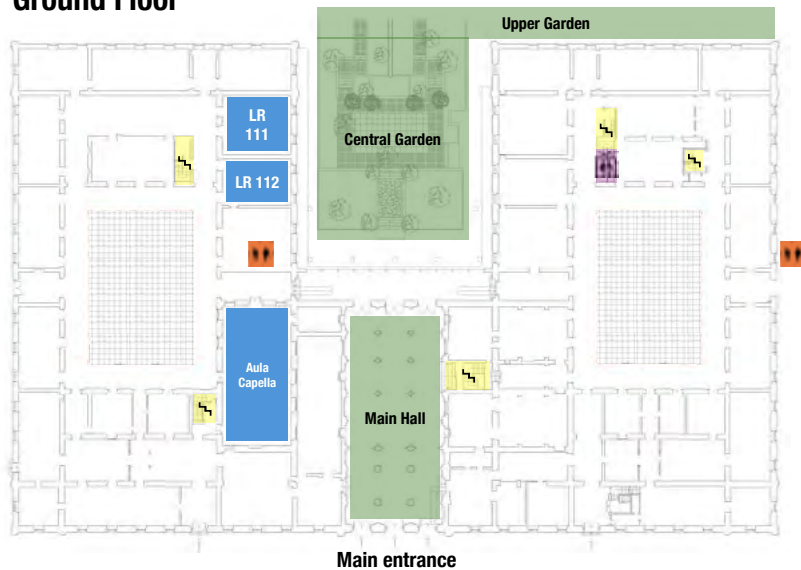 Ground Floor
Upper Garden
LR
111
Central Garden
LR 112
Aula
Capella
Main Hall
Main entrance